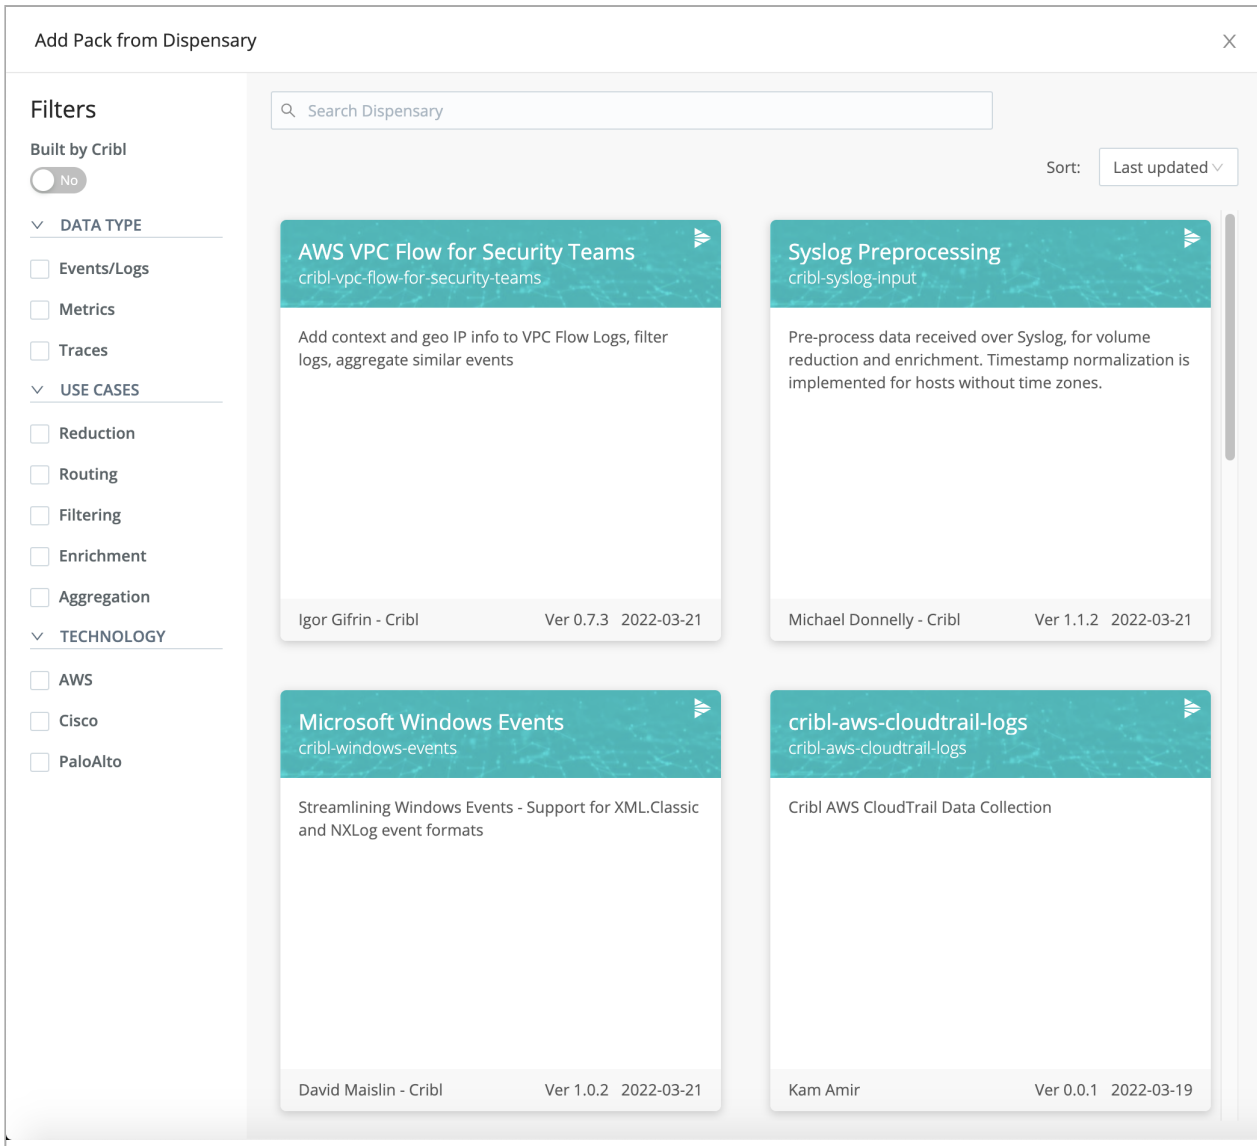 Add Pack from Dispensary
X
Filters
Built by Cribl
No
DATA TYPE
Events/Logs
Metrics
Traces
USE CASES
Reduction
Routing
Filtering
Enrichment
Aggregation
TECHNOLOGY
AWS
Cisco
PaloAlto
Search Dispensary
Sort: Last updated
AWS VPC Flow for Security Teams
cribl-vpc-flow-for-security-teams
Add context and geo IP info to VPC Flow Logs, filter
logs, aggregate similar events
Igor Gifrin - Cribl Ver 0.7.3 2022-03-21
Syslog Preprocessing
cribl-syslog-input
Pre-process data received over Syslog, for volume
reduction and enrichment. Timestamp normalization is
implemented for hosts without time zones.
Michael Donnelly - Cribl Ver 1.1.2 2022-03-21
Microsoft Windows Events
cribl-windows-events
Streamlining Windows Events - Support for XML.Classic
and NXLog event formats
David Maislin - Cribl Ver 1.0.2 2022-03-21
cribl-aws-cloudtrail-logs
cribl-aws-cloudtrail-logs
Cribl AWS CloudTrail Data Collection
Kam Amir Ver 0.0.1 2022-03-19